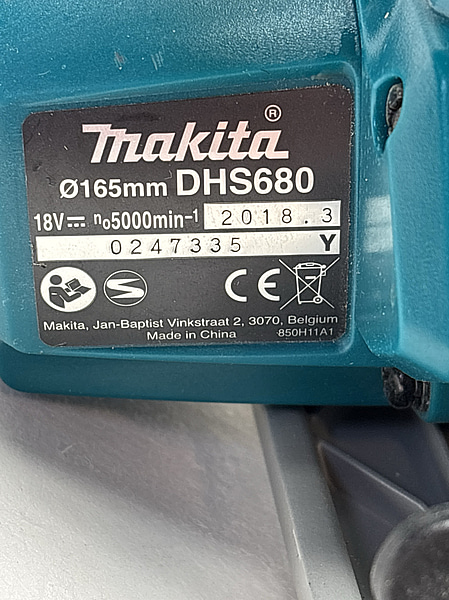 makita®
Ø165mm DHS680
18V⎓ n₀5000min-1 2018.3
0247335 Y
CE
Makita, Jan-Baptist Vinkstraat 2, 3070, Belgium
Made in China 850H11A1